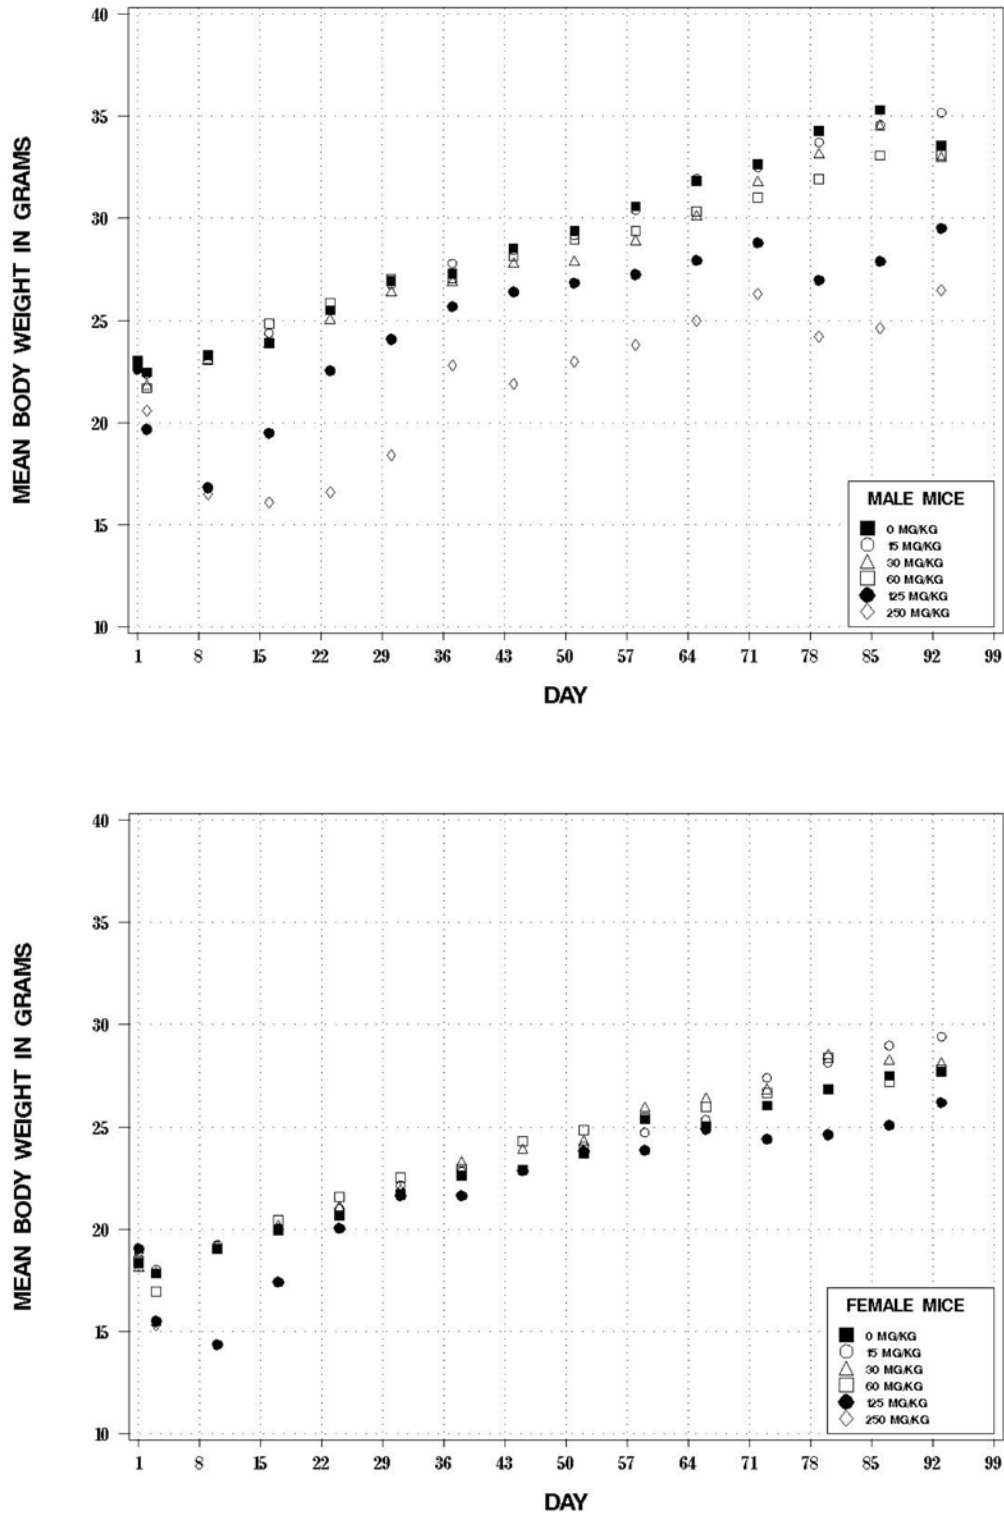 MEAN BODY WEIGHT IN GRAMS
40
35
30
25
20
15
10
MALE MICE
0 MG/KG
15 MG/KG
30 MG/KG
60 MG/KG
125 MG/KG
250 MG/KG
1 8 15 22 29 36 43 50 57 64 71 78 85 92 99
DAY
MEAN BODY WEIGHT IN GRAMS
40
35
30
25
20
15
10
FEMALE MICE
0 MG/KG
15 MG/KG
30 MG/KG
60 MG/KG
125 MG/KG
250 MG/KG
1 8 15 22 29 36 43 50 57 64 71 78 85 92 99
DAY